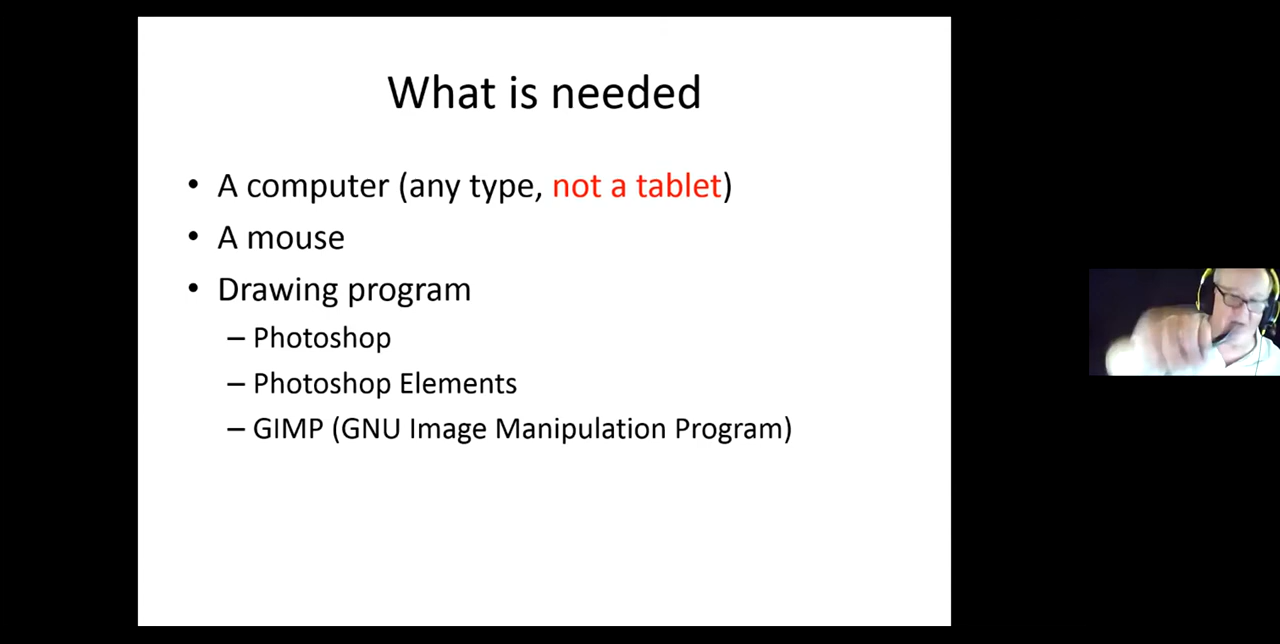 What is needed
• A computer (any type, not a tablet)
• A mouse
• Drawing program
– Photoshop
– Photoshop Elements
– GIMP (GNU Image Manipulation Program)